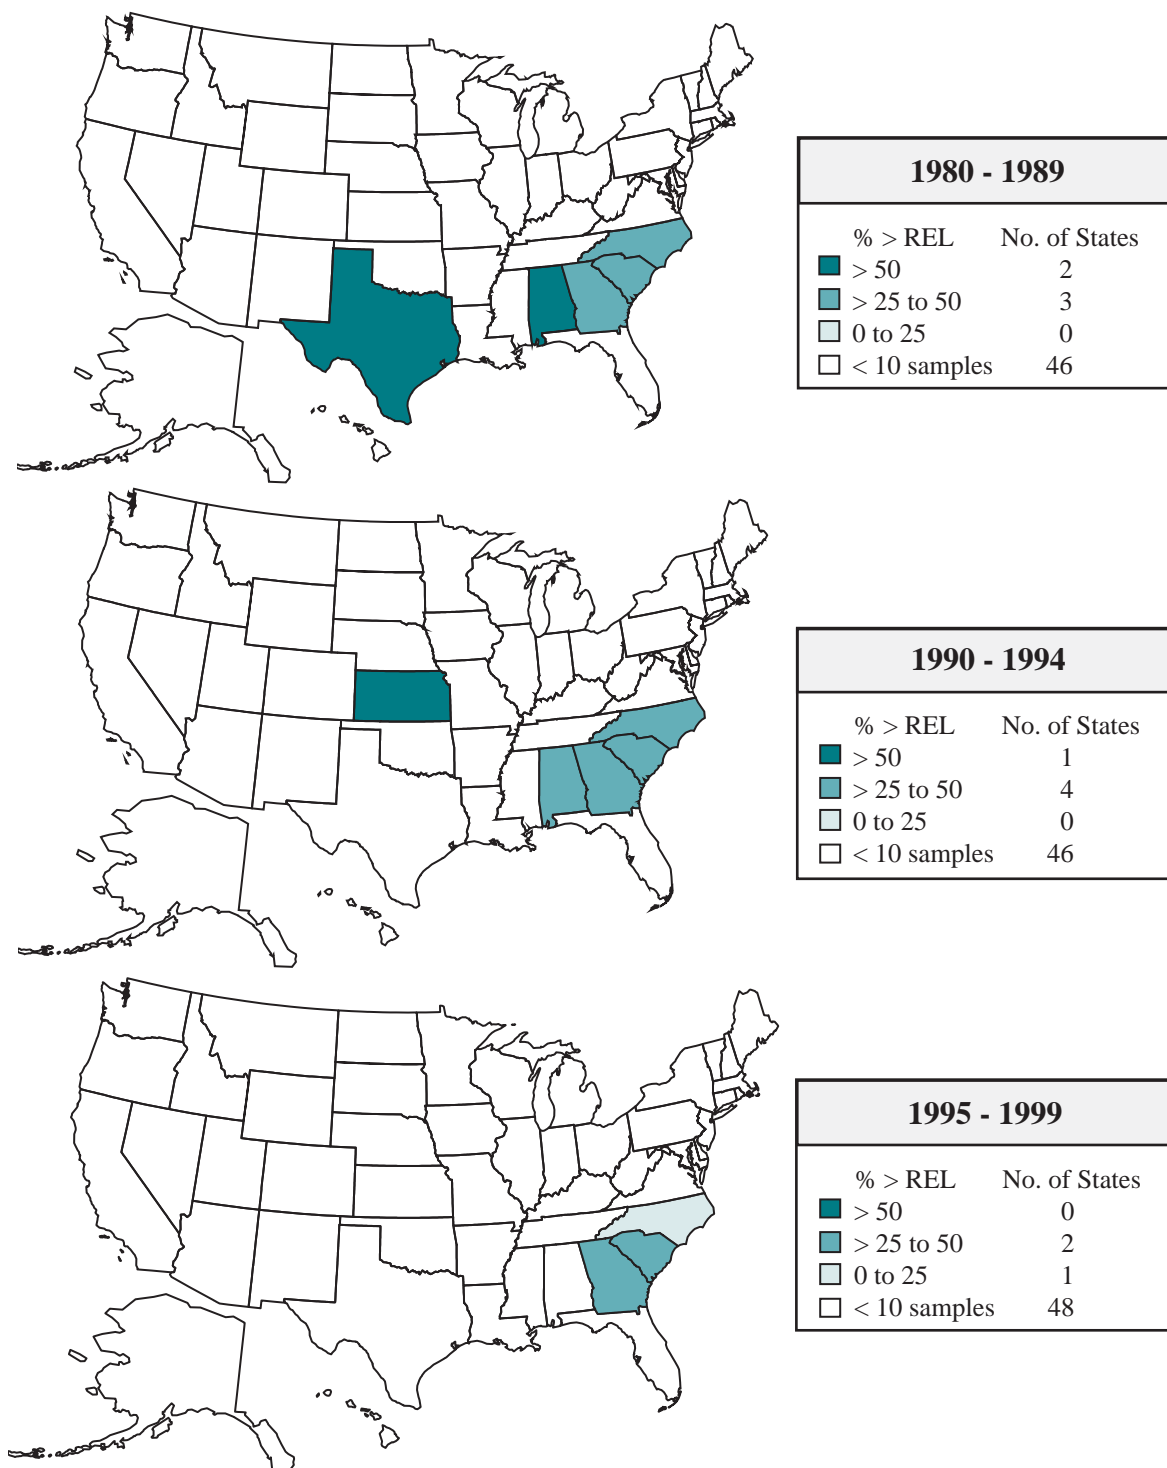 1980 - 1989
% > REL No. of States
> 50 2
> 25 to 50 3
0 to 25 0
< 10 samples 46
1990 - 1994
% > REL No. of States
> 50 1
> 25 to 50 4
0 to 25 0
< 10 samples 46
1995 - 1999
% > REL No. of States
> 50 0
> 25 to 50 2
0 to 25 1
< 10 samples 48